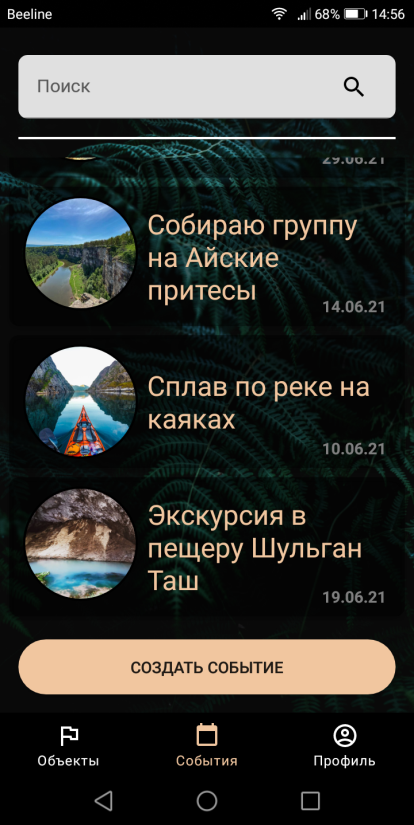 Beeline 68% 14:56
Поиск
29.06.21
Собираю группу
на Айские
притесы
14.06.21
Сплав по реке на
каяках
10.06.21
Экскурсия в
пещеру Шульган
Таш
19.06.21
СОЗДАТЬ СОБЫТИЕ
Объекты События Профиль